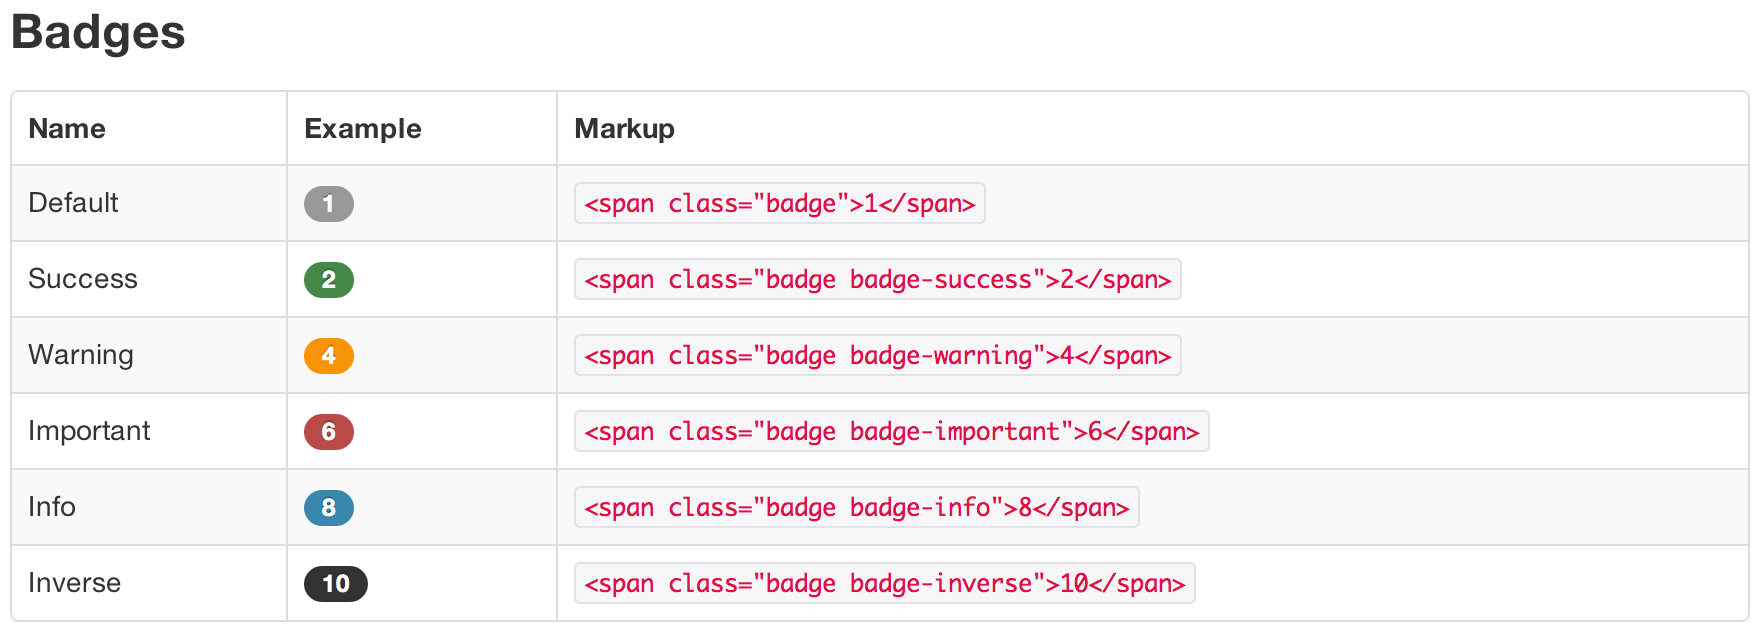 Badges
Name Example Markup
Default 1 <span class="badge">1</span>
Success 2 <span class="badge badge-success">2</span>
Warning 4 <span class="badge badge-warning">4</span>
Important 6 <span class="badge badge-important">6</span>
Info 8 <span class="badge badge-info">8</span>
Inverse 10 <span class="badge badge-inverse">10</span>